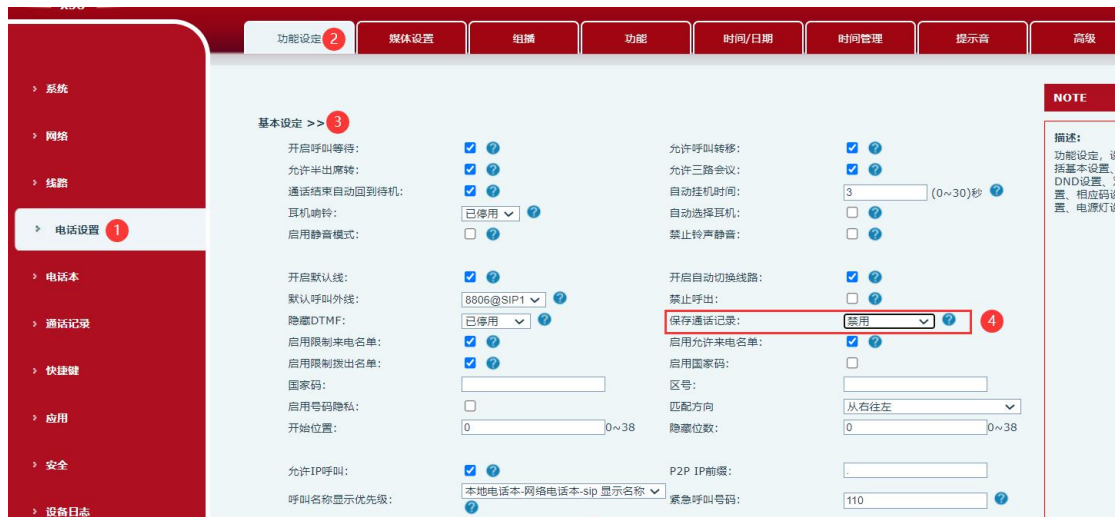 功能设定 2 媒体设置 组播 功能 时间/日期 时间管理 提示音 高级
› 系统
› 网络
› 线路
› 电话设置 1
› 电话本
› 通话记录
› 快捷键
› 应用
› 安全
› 设备日志
基本设定 >> 3
开启呼叫等待: 允许呼叫转移:
允许半出席转: 允许三路会议:
通话结束自动回到待机: 自动挂机时间: 3 (0~30)秒
耳机响铃: 已停用 自动选择耳机:
启用静音模式: 禁止铃声静音:
开启默认线: 开启自动切换线路:
默认呼叫外线: 8806@SIP1 禁止呼出:
隐藏DTMF: 已停用 保存通话记录: 禁用 4
启用限制来电名单: 启用允许来电名单:
启用限制拨出名单: 启用国家码:
国家码: 区号:
启用号码隐私: 匹配方向 从右往左
开始位置: 0 0~38 隐藏位数: 0 0~38
允许IP呼叫: P2P IP前缀: .
呼叫名称显示优先级: 本地电话本-网络电话本-sip 显示名称 紧急呼叫号码: 110
NOTE
描述:
功能设定，
括基本设置、
DND设置、
置、相应码
置、电源灯